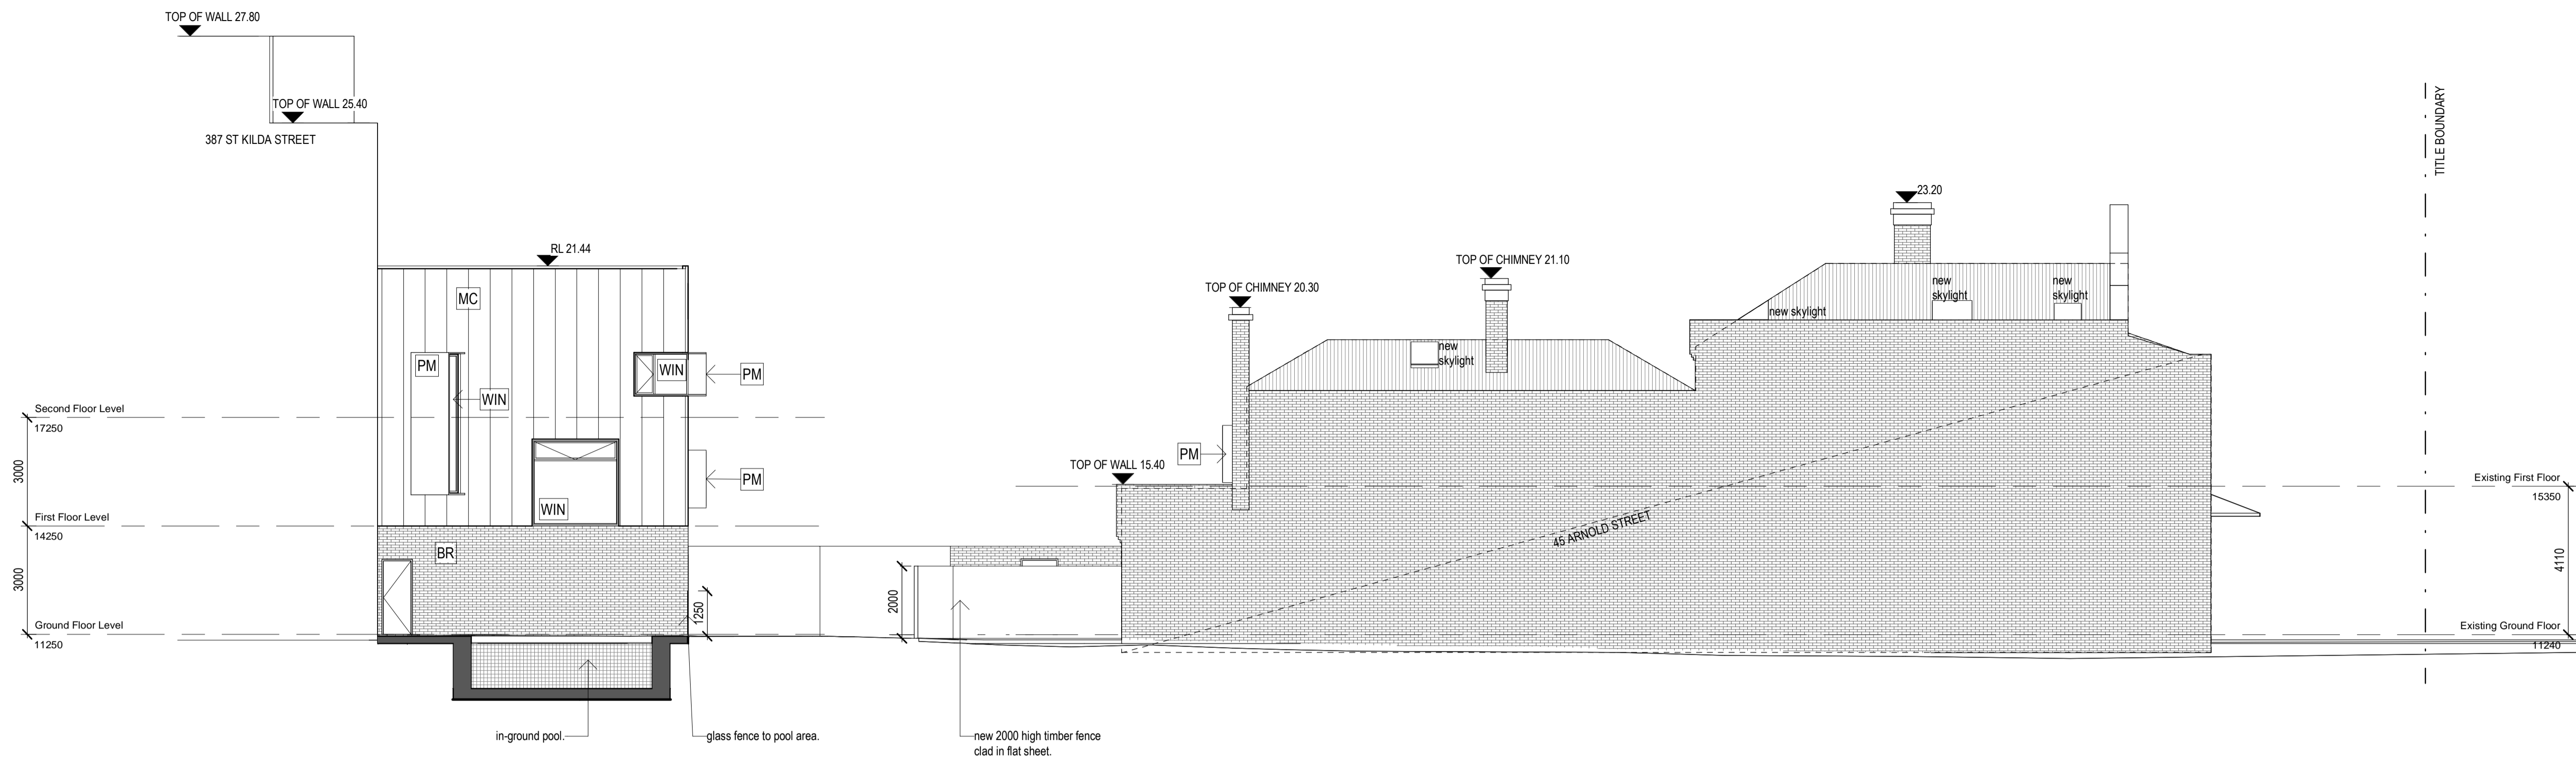 TOP OF WALL 27.80
TOP OF WALL 25.40
387 ST KILDA STREET
TITLE BOUNDARY
23.20
RL 21.44
TOP OF CHIMNEY 21.10
TOP OF CHIMNEY 20.30
new
skylight
new
skylight
new skylight
new
skylight
MC
PM
WIN
WIN
PM
Second Floor Level
17250
3000
WIN
PM
PM
TOP OF WALL 15.40
Existing First Floor
15350
First Floor Level
14250
BR
3000
45 ARNOLD STREET
4110
1250
2000
Ground Floor Level
11250
Existing Ground Floor
11240
in-ground pool.
glass fence to pool area.
new 2000 high timber fence
clad in flat sheet.